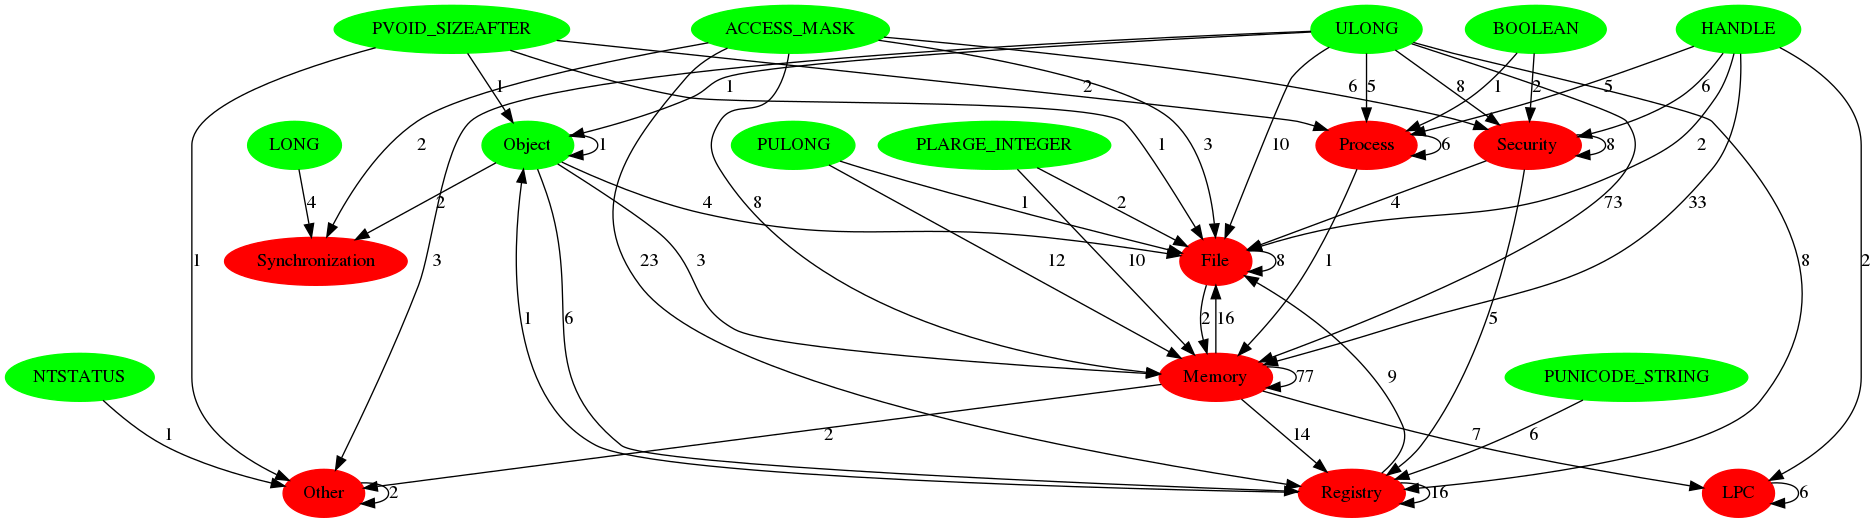 PVOID_SIZEAFTER ACCESS_MASK ULONG BOOLEAN HANDLE
1 1 2 6 5 8 1 2 5 6
LONG Object 1 PULONG PLARGE_INTEGER Process 6 Security 8
4 2 2 4 8 1 2 1 3 10 4 73 33 2
1 Synchronization 3 23 3 12 10 File 8 1 8 2
1 6 2 16 5
NTSTATUS Memory 77 9 PUNICODE_STRING
1 2 14 7 6
Other 2 Registry 16 LPC 6